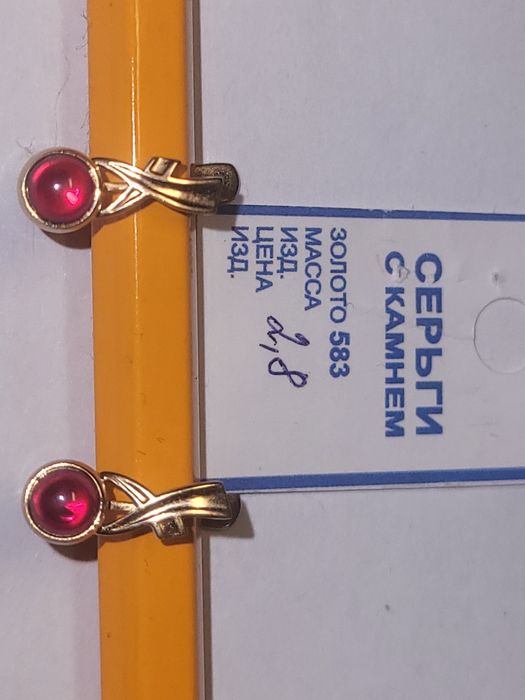 СЕРЬГИ
С КАМНЕМ
ЗОЛОТО 583
МАССА
ИЗД. 2,8
ЦЕНА
ИЗД.